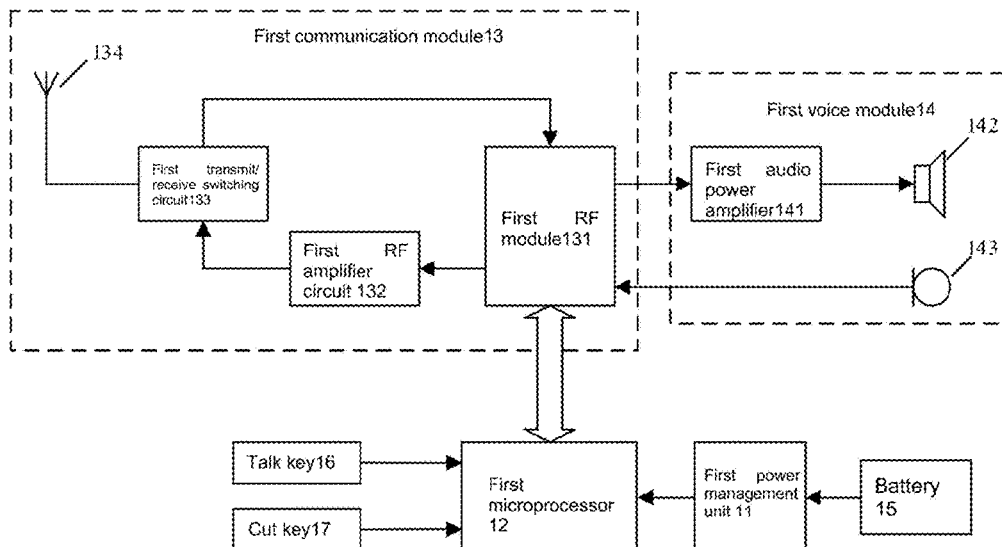 134
First communication module13
First voice module14
142
First transmit/
receive switching
circuit133
First RF
module131
First audio
power
amplifier141
First RF
amplifier
circuit 132
143
Talk key16
Cut key17
First
microprocessor
12
First power
management
unit 11
Battery
15